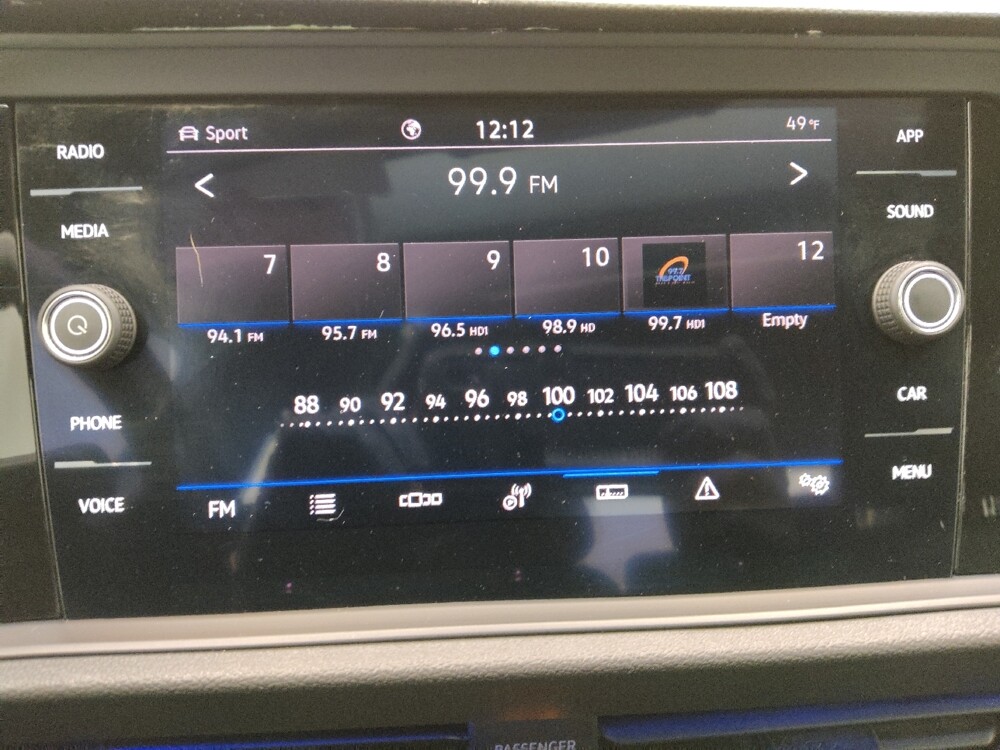 RADIO
MEDIA
PHONE
VOICE
Sport 12:12 49°F
99.9 FM
7 8 9 10 12
99.7
94.1 FM 95.7 FM 96.5 HD1 98.9 HD 99.7 HD1 Empty
88 90 92 94 96 98 100 102 104 106 108
FM
APP
SOUND
CAR
MENU
PASSENGER